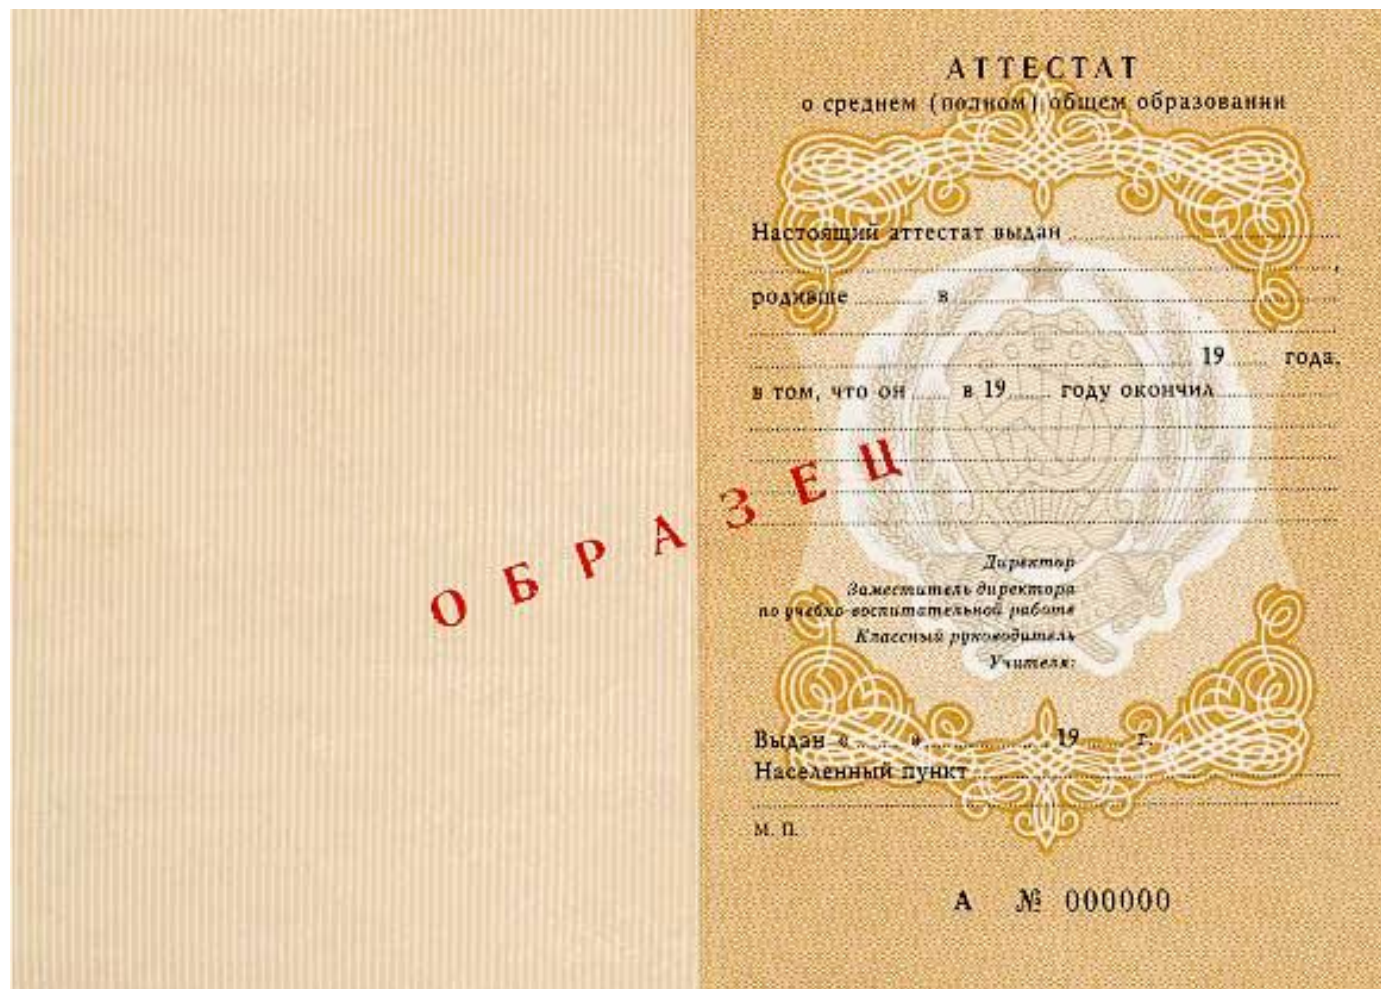 АТТЕСТАТ
о среднем (полном) общем образовании
Настоящий аттестат выдан
,
родивше в
19 года,
в том, что он в 19 году окончил
ОБРАЗЕЦ
Директор
Заместитель директора
по учебно-воспитательной работе
Классный руководитель
Учителя:
Выдан « » 19 г.
Населенный пункт
М. П.
А № 000000